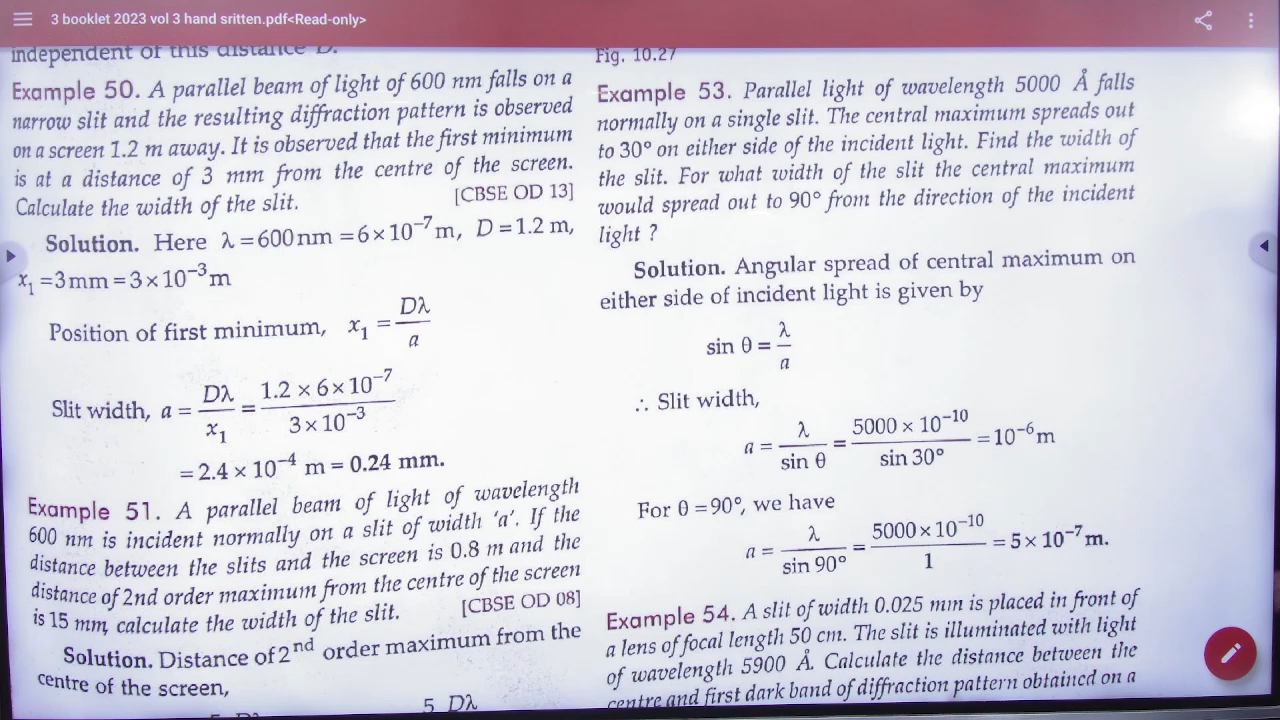 3 booklet 2023 vol 3 hand sritten.pdf<Read-only>
independent of this distance D.
Example 50. A parallel beam of light of 600 nm falls on a
narrow slit and the resulting diffraction pattern is observed
on a screen 1.2 m away. It is observed that the first minimum
is at a distance of 3 mm from the centre of the screen.
Calculate the width of the slit. [CBSE OD 13]
Solution. Here λ = 600 nm = 6 × 10⁻⁷ m, D = 1.2 m,
x₁ = 3 mm = 3 × 10⁻³ m
Position of first minimum, x₁ = Dλ/a
Slit width, a = Dλ/x₁ = 1.2 × 6 × 10⁻⁷ / 3 × 10⁻³
= 2.4 × 10⁻⁴ m = 0.24 mm.
Example 51. A parallel beam of light of wavelength
600 nm is incident normally on a slit of width 'a'. If the
distance between the slits and the screen is 0.8 m and the
distance of 2nd order maximum from the centre of the screen
is 15 mm, calculate the width of the slit. [CBSE OD 08]
Solution. Distance of 2ⁿᵈ order maximum from the
centre of the screen,
5 Dλ 5 Dλ
Fig. 10.27
Example 53. Parallel light of wavelength 5000 Å falls
normally on a single slit. The central maximum spreads out
to 30° on either side of the incident light. Find the width of
the slit. For what width of the slit the central maximum
would spread out to 90° from the direction of the incident
light ?
Solution. Angular spread of central maximum on
either side of incident light is given by
sin θ = λ/a
∴ Slit width,
a = λ/sin θ = 5000 × 10⁻¹⁰/sin 30° = 10⁻⁶ m
For θ = 90°, we have
a = λ/sin 90° = 5000 × 10⁻¹⁰/1 = 5 × 10⁻⁷ m.
Example 54. A slit of width 0.025 mm is placed in front of
a lens of focal length 50 cm. The slit is illuminated with light
of wavelength 5900 Å. Calculate the distance between the
centre and first dark band of diffraction pattern obtained on a